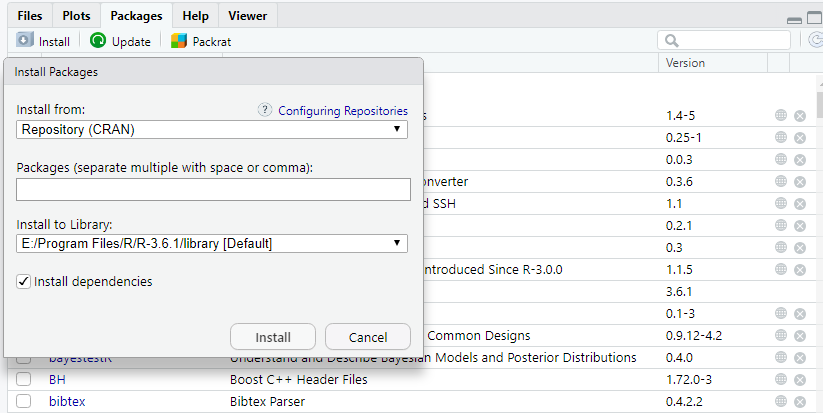 Files Plots Packages Help Viewer
Install Update Packrat
Version
Install Packages
Install from: ? Configuring Repositories
Repository (CRAN)
Packages (separate multiple with space or comma):
Install to Library:
E:/Program Files/R/R-3.6.1/library [Default]
Install dependencies
Install Cancel
s 1.4-5
0.25-1
0.0.3
onverter 0.3.6
d SSH 1.1
0.2.1
0.3
ntroduced Since R-3.0.0 1.1.5
3.6.1
0.1-3
Common Designs 0.9.12-4.2
bayestestR Understand and Describe Bayesian Models and Posterior Distributions 0.4.0
BH Boost C++ Header Files 1.72.0-3
bibtex Bibtex Parser 0.4.2.2